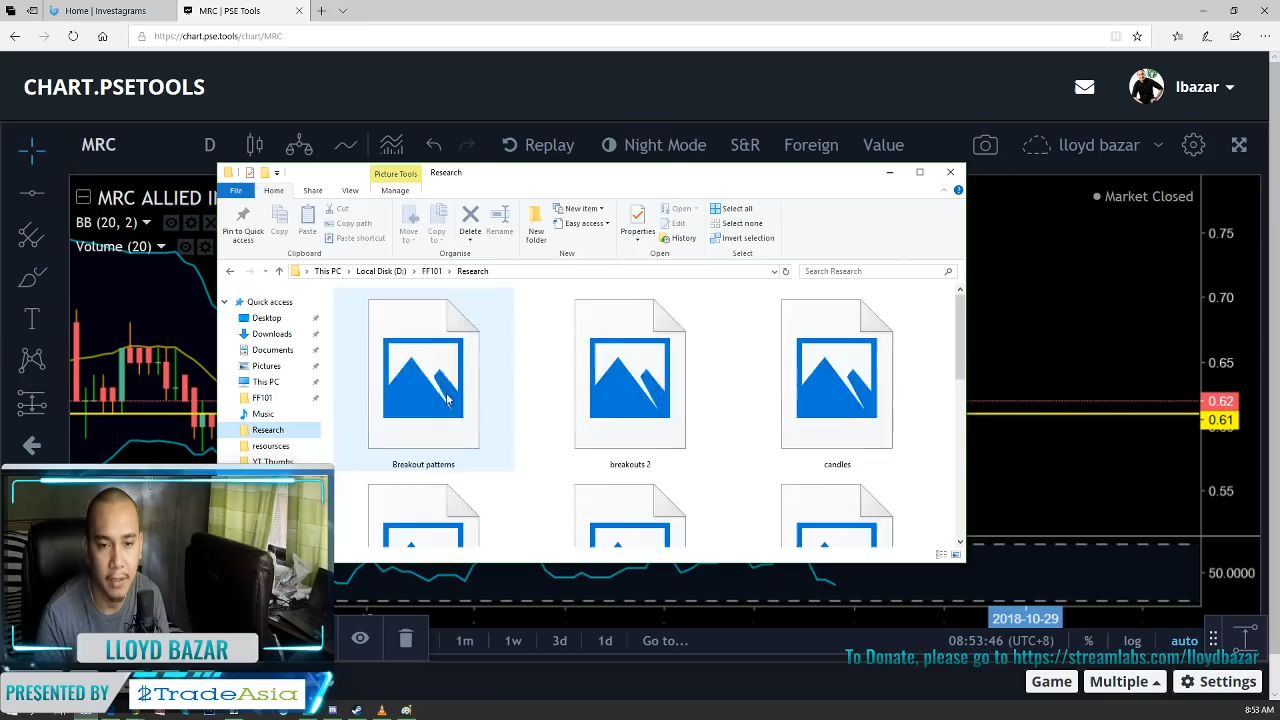 Home | Investagrams
MRC | PSE Tools
https://chart.pse.tools/chart/MRC
CHART.PSETOOLS
lbazar
MRC
D
Replay
Night Mode
S&R
Foreign
Value
lloyd bazar
MRC ALLIED IN
BB (20, 2)
Volume (20)
Market Closed
0.75
0.70
0.65
0.62
0.61
0.55
50.0000
Picture Tools
Research
File
Home
Share
View
Manage
Pin to Quick access
Copy
Paste
Cut
Copy path
Paste shortcut
Clipboard
Move to
Copy to
Delete
Rename
Organise
New folder
New item
Easy access
New
Properties
Open
Edit
History
Open
Select all
Select none
Invert selection
Select
This PC
Local Disk (D:)
FF101
Research
Search Research
Quick access
Desktop
Downloads
Documents
Pictures
This PC
FF101
Music
Research
resoursces
YT Thumbs
Breakout patterns
breakouts 2
candles
2018-10-29
1m
1w
3d
1d
Go to...
08:53:46 (UTC+8)
%
log
auto
LLOYD BAZAR
PRESENTED BY
TradeAsia
To Donate, please go to https://streamlabs.com/lloydbazar
Game
Multiple
Settings
8:53 AM